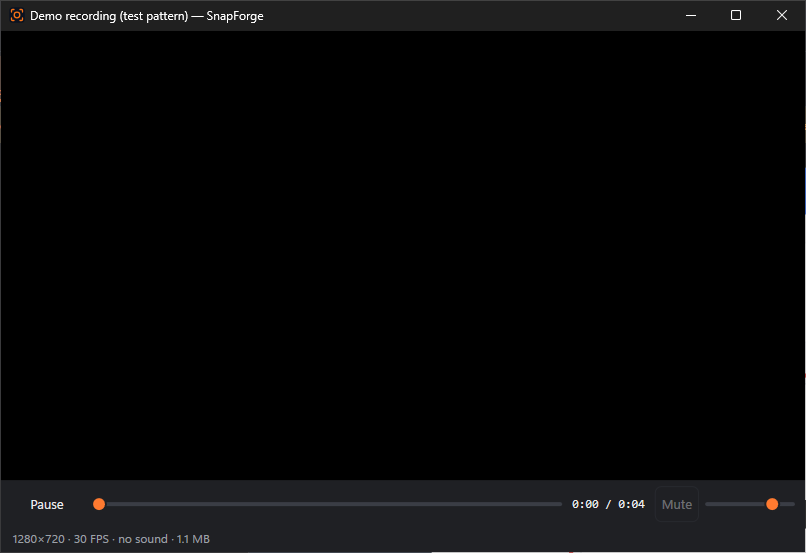 Demo recording (test pattern) — SnapForge
Pause
0:00 / 0:04
Mute
1280×720 · 30 FPS · no sound · 1.1 MB